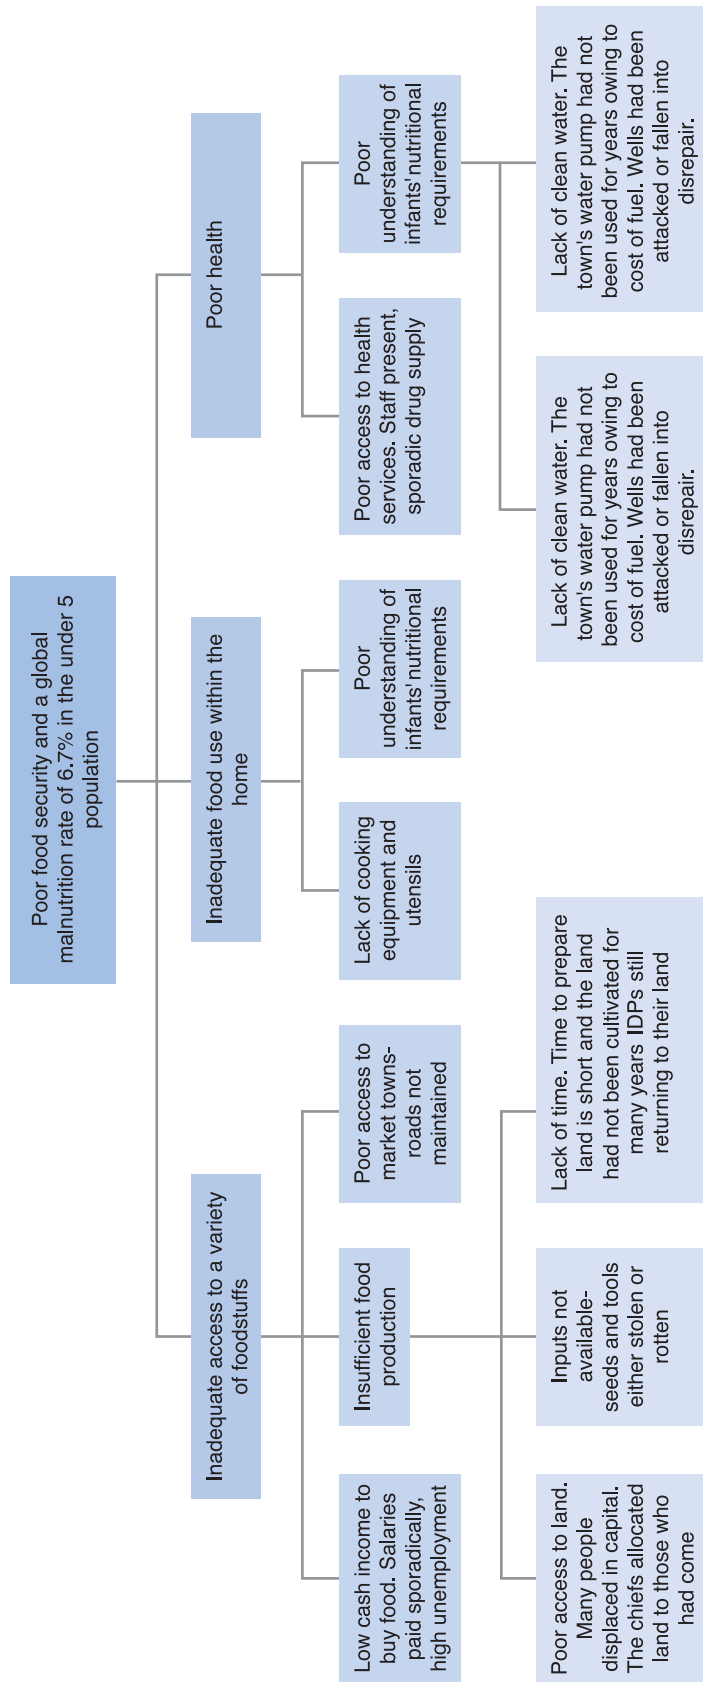 Poor food security and a global
malnutrition rate of 6.7% in the under 5
population
Inadequate access to a variety
of foodstuffs
Inadequate food use within the
home
Poor health
Low cash income to
buy food. Salaries
paid sporadically,
high unemployment
Insufficient food
production
Poor access to
market towns-
roads not
maintained
Lack of cooking
equipment and
utensils
Poor
understanding of
infants' nutritional
requirements
Poor access to health
services. Staff present,
sporadic drug supply
Poor
understanding of
infants' nutritional
requirements
Poor access to land.
Many people
displaced in capital.
The chiefs allocated
land to those who
had come
Inputs not
available-
seeds and tools
either stolen or
rotten
Lack of time. Time to prepare
land is short and the land
had not been cultivated for
many years IDPs still
returning to their land
Lack of clean water. The
town's water pump had not
been used for years owing to
cost of fuel. Wells had been
attacked or fallen into
disrepair.
Lack of clean water. The
town's water pump had not
been used for years owing to
cost of fuel. Wells had been
attacked or fallen into
disrepair.